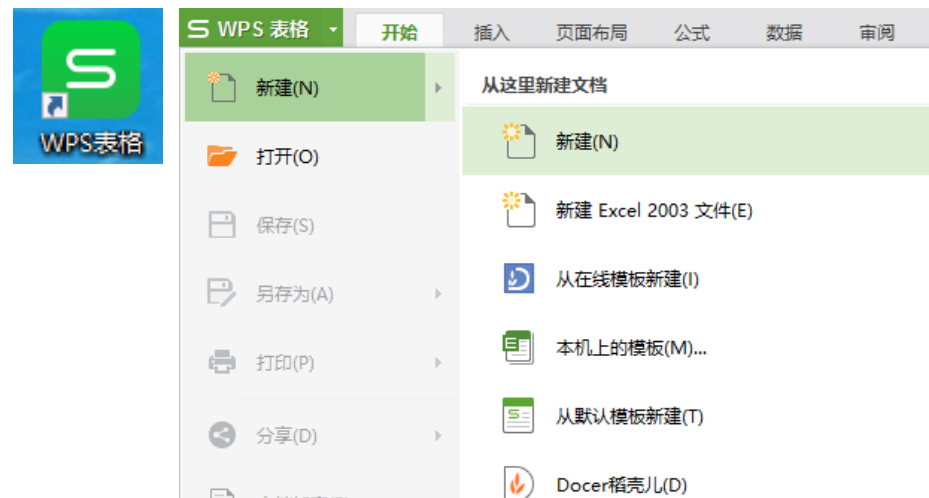 WPS表格
WPS 表格
开始
插入
页面布局
公式
数据
审阅
新建(N)
打开(O)
保存(S)
另存为(A)
打印(P)
分享(D)
从这里新建文档
新建(N)
新建 Excel 2003 文件(E)
从在线模板新建(I)
本机上的模板(M)...
从默认模板新建(T)
Docer稻壳儿(D)